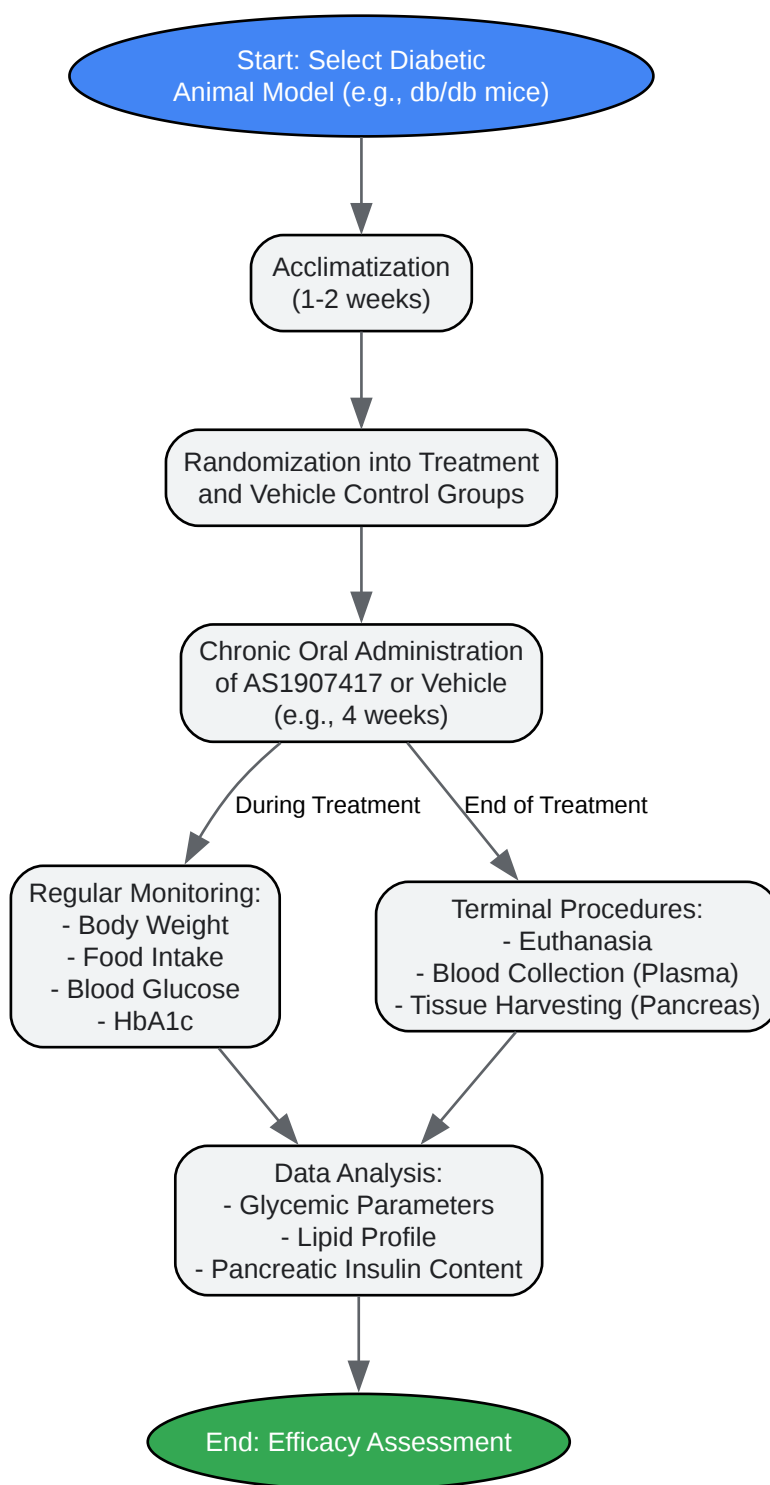 Start: Select Diabetic
Animal Model (e.g., db/db mice)
Acclimatization
(1-2 weeks)
Randomization into Treatment
and Vehicle Control Groups
Chronic Oral Administration
of AS1907417 or Vehicle
(e.g., 4 weeks)
During Treatment
End of Treatment
Regular Monitoring:
- Body Weight
- Food Intake
- Blood Glucose
- HbA1c
Terminal Procedures:
- Euthanasia
- Blood Collection (Plasma)
- Tissue Harvesting (Pancreas)
Data Analysis:
- Glycemic Parameters
- Lipid Profile
- Pancreatic Insulin Content
End: Efficacy Assessment